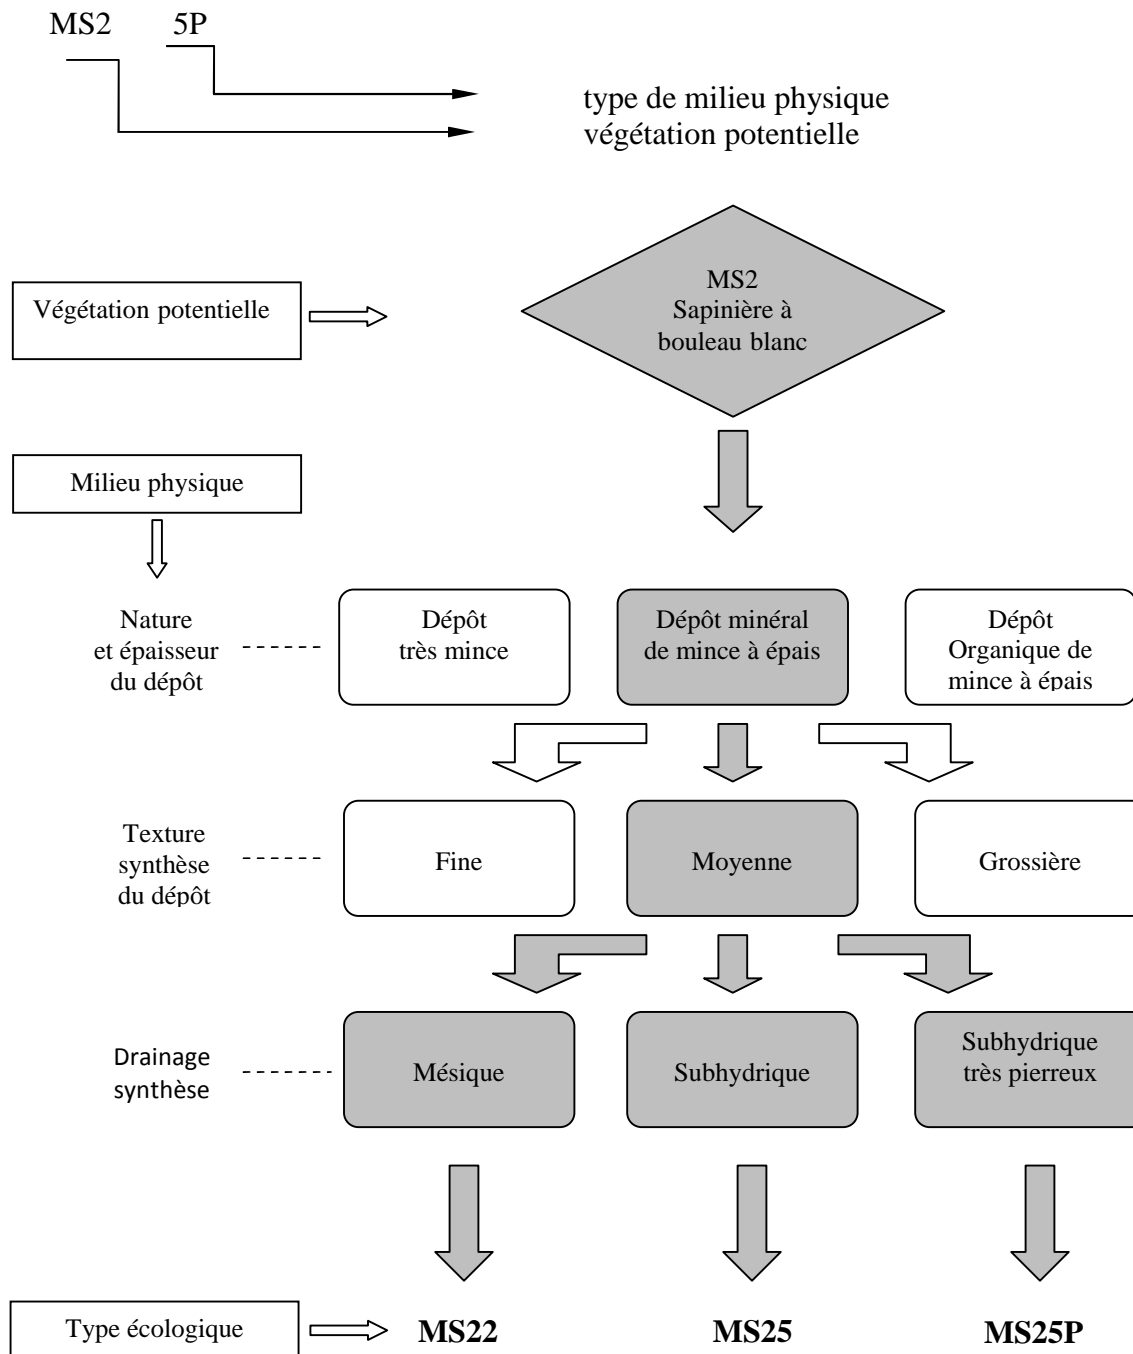 MS2 5P
type de milieu physique
végétation potentielle
MS2
Sapinière à
bouleau blanc
Végétation potentielle
Milieu physique
Nature
et épaisseur
du dépôt
Dépôt
très mince
Dépôt minéral
de mince à épais
Dépôt
Organique de
mince à épais
Texture
synthèse
du dépôt
Fine
Moyenne
Grossière
Drainage
synthèse
Mésique
Subhydrique
Subhydrique
très pierreux
Type écologique
MS22
MS25
MS25P